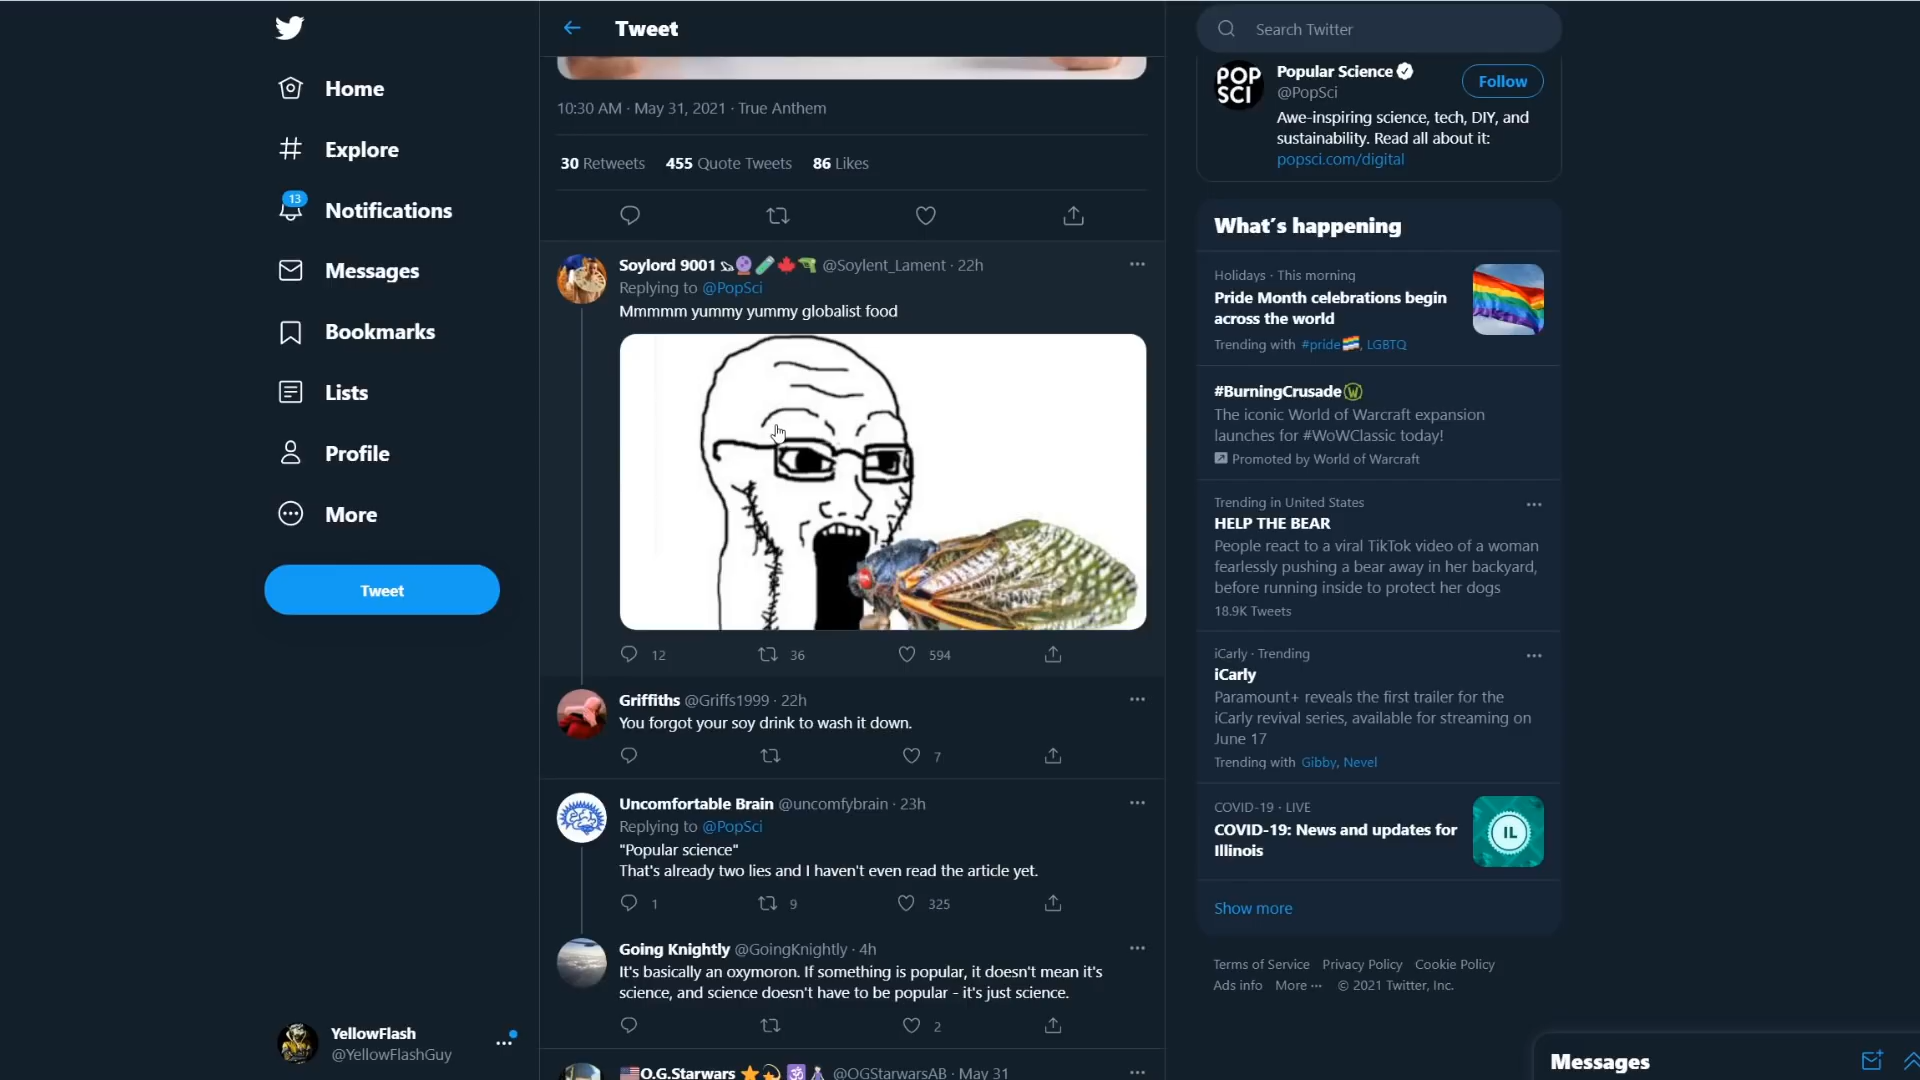 Home
Explore
13
Notifications
Messages
Bookmarks
Lists
Profile
More
Tweet
YellowFlash
@YellowFlashGuy
Tweet
10:30 AM · May 31, 2021 · True Anthem
30 Retweets 455 Quote Tweets 86 Likes
Soylord 9001 @Soylent_Lament · 22h
Replying to @PopSci
Mmmmm yummy yummy globalist food
12 36 594
Griffiths @Griffs1999 · 22h
You forgot your soy drink to wash it down.
7
Uncomfortable Brain @uncomfybrain · 23h
Replying to @PopSci
"Popular science"
That's already two lies and I haven't even read the article yet.
1 9 325
Going Knightly @GoingKnightly · 4h
It's basically an oxymoron. If something is popular, it doesn't mean it's
science, and science doesn't have to be popular - it's just science.
2
O.G.Starwars @OGStarwarsAB · May 31
Search Twitter
POP
SCI
Popular Science
@PopSci
Follow
Awe-inspiring science, tech, DIY, and
sustainability. Read all about it:
popsci.com/digital
What's happening
Holidays · This morning
Pride Month celebrations begin
across the world
Trending with #pride, LGBTQ
#BurningCrusade
The iconic World of Warcraft expansion
launches for #WoWClassic today!
Promoted by World of Warcraft
Trending in United States
HELP THE BEAR
People react to a viral TikTok video of a woman
fearlessly pushing a bear away in her backyard,
before running inside to protect her dogs
18.9K Tweets
iCarly · Trending
iCarly
Paramount+ reveals the first trailer for the
iCarly revival series, available for streaming on
June 17
Trending with Gibby, Nevel
COVID-19 · LIVE
COVID-19: News and updates for
Illinois
IL
Show more
Terms of Service Privacy Policy Cookie Policy
Ads info More ··· © 2021 Twitter, Inc.
Messages